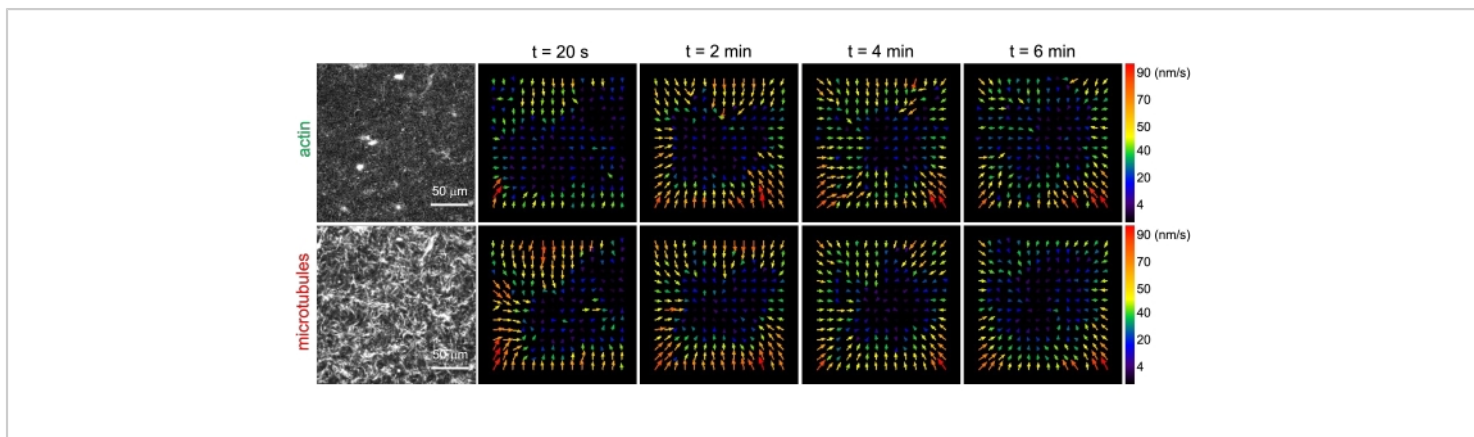 t = 20 s t = 2 min t = 4 min t = 6 min
actin
50 μm
90 (nm/s)
70
50
40
20
4
microtubules
50 μm
90 (nm/s)
70
50
40
20
4